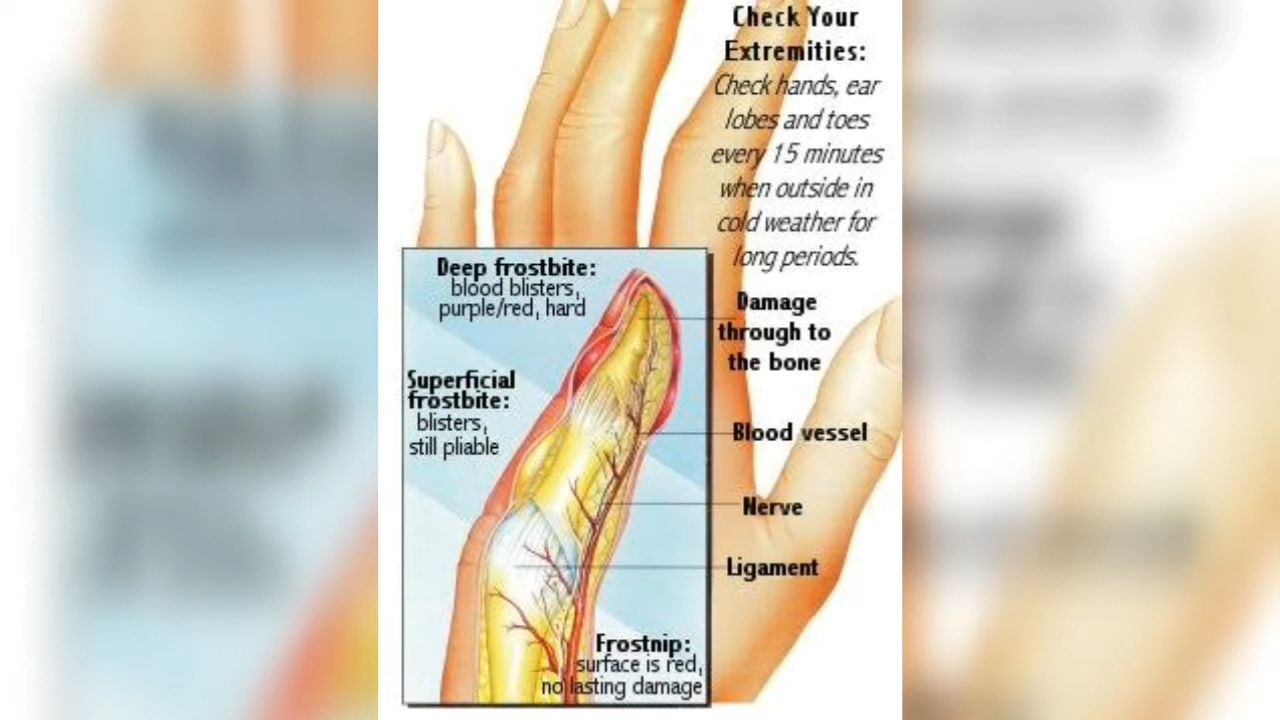 Check Your
Extremities:
Check hands, ear
lobes and toes
every 15 minutes
when outside in
cold weather for
long periods.
Deep frostbite:
blood blisters,
purple/red, hard
Damage
through to
the bone
Superficial
frostbite:
blisters,
still pliable
Blood vessel
Nerve
Ligament
Frostnip:
surface is red,
no lasting damage